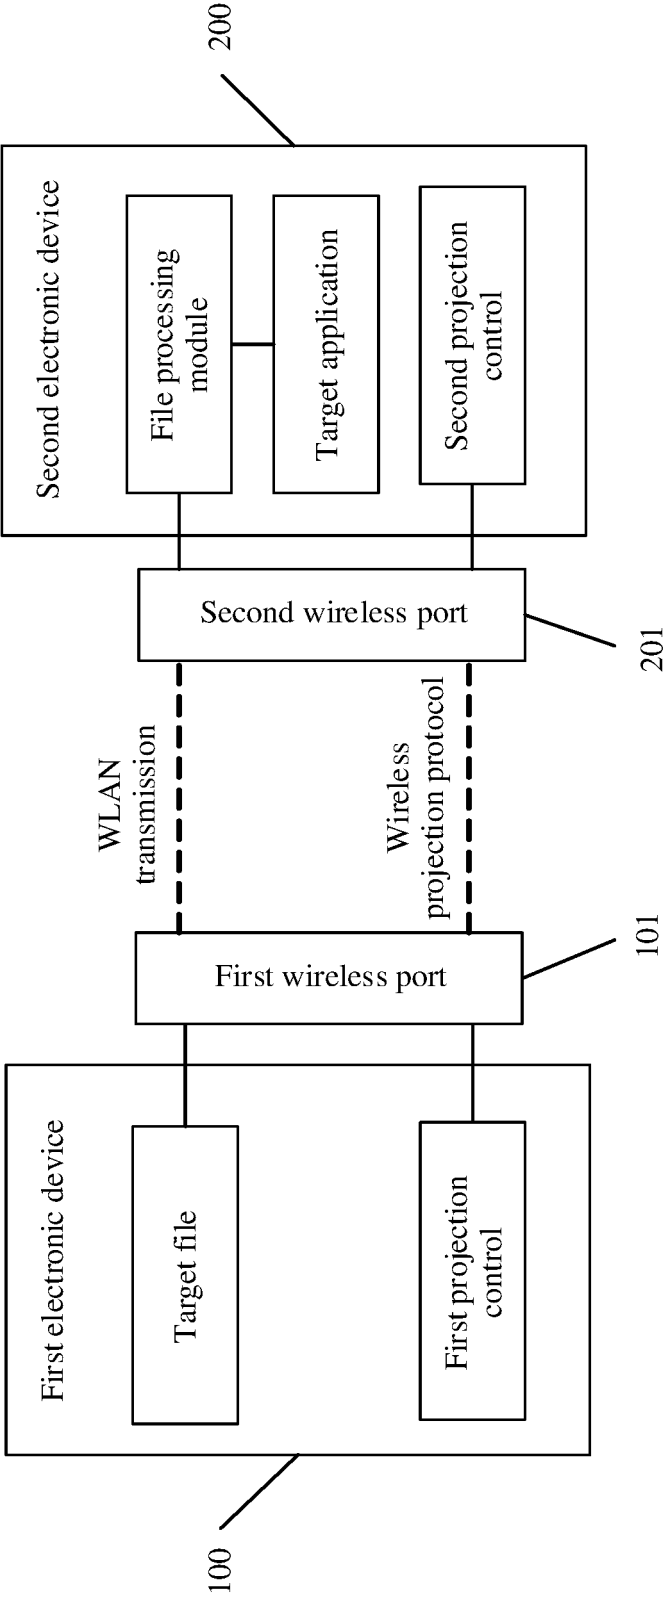 100
First electronic device
Target file
First projection
control
First wireless port
101
WLAN
transmission
Wireless
projection protocol
Second wireless port
201
Second electronic device
File processing
module
Target application
Second projection
control
200